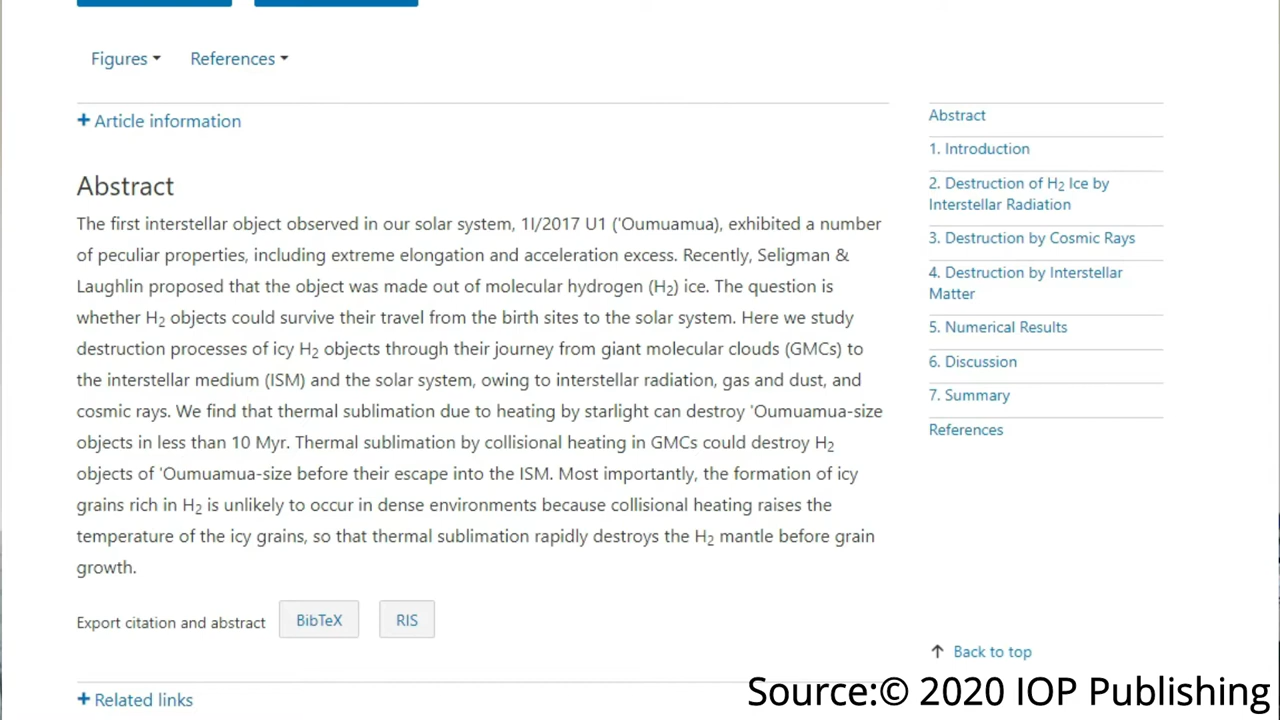 Figures
References
+ Article information
Abstract
The first interstellar object observed in our solar system, 1I/2017 U1 ('Oumuamua), exhibited a number
of peculiar properties, including extreme elongation and acceleration excess. Recently, Seligman &
Laughlin proposed that the object was made out of molecular hydrogen (H2) ice. The question is
whether H2 objects could survive their travel from the birth sites to the solar system. Here we study
destruction processes of icy H2 objects through their journey from giant molecular clouds (GMCs) to
the interstellar medium (ISM) and the solar system, owing to interstellar radiation, gas and dust, and
cosmic rays. We find that thermal sublimation due to heating by starlight can destroy 'Oumuamua-size
objects in less than 10 Myr. Thermal sublimation by collisional heating in GMCs could destroy H2
objects of 'Oumuamua-size before their escape into the ISM. Most importantly, the formation of icy
grains rich in H2 is unlikely to occur in dense environments because collisional heating raises the
temperature of the icy grains, so that thermal sublimation rapidly destroys the H2 mantle before grain
growth.
Export citation and abstract
BibTeX
RIS
+ Related links
Abstract
1. Introduction
2. Destruction of H2 Ice by
Interstellar Radiation
3. Destruction by Cosmic Rays
4. Destruction by Interstellar
Matter
5. Numerical Results
6. Discussion
7. Summary
References
↑ Back to top
Source:© 2020 IOP Publishing